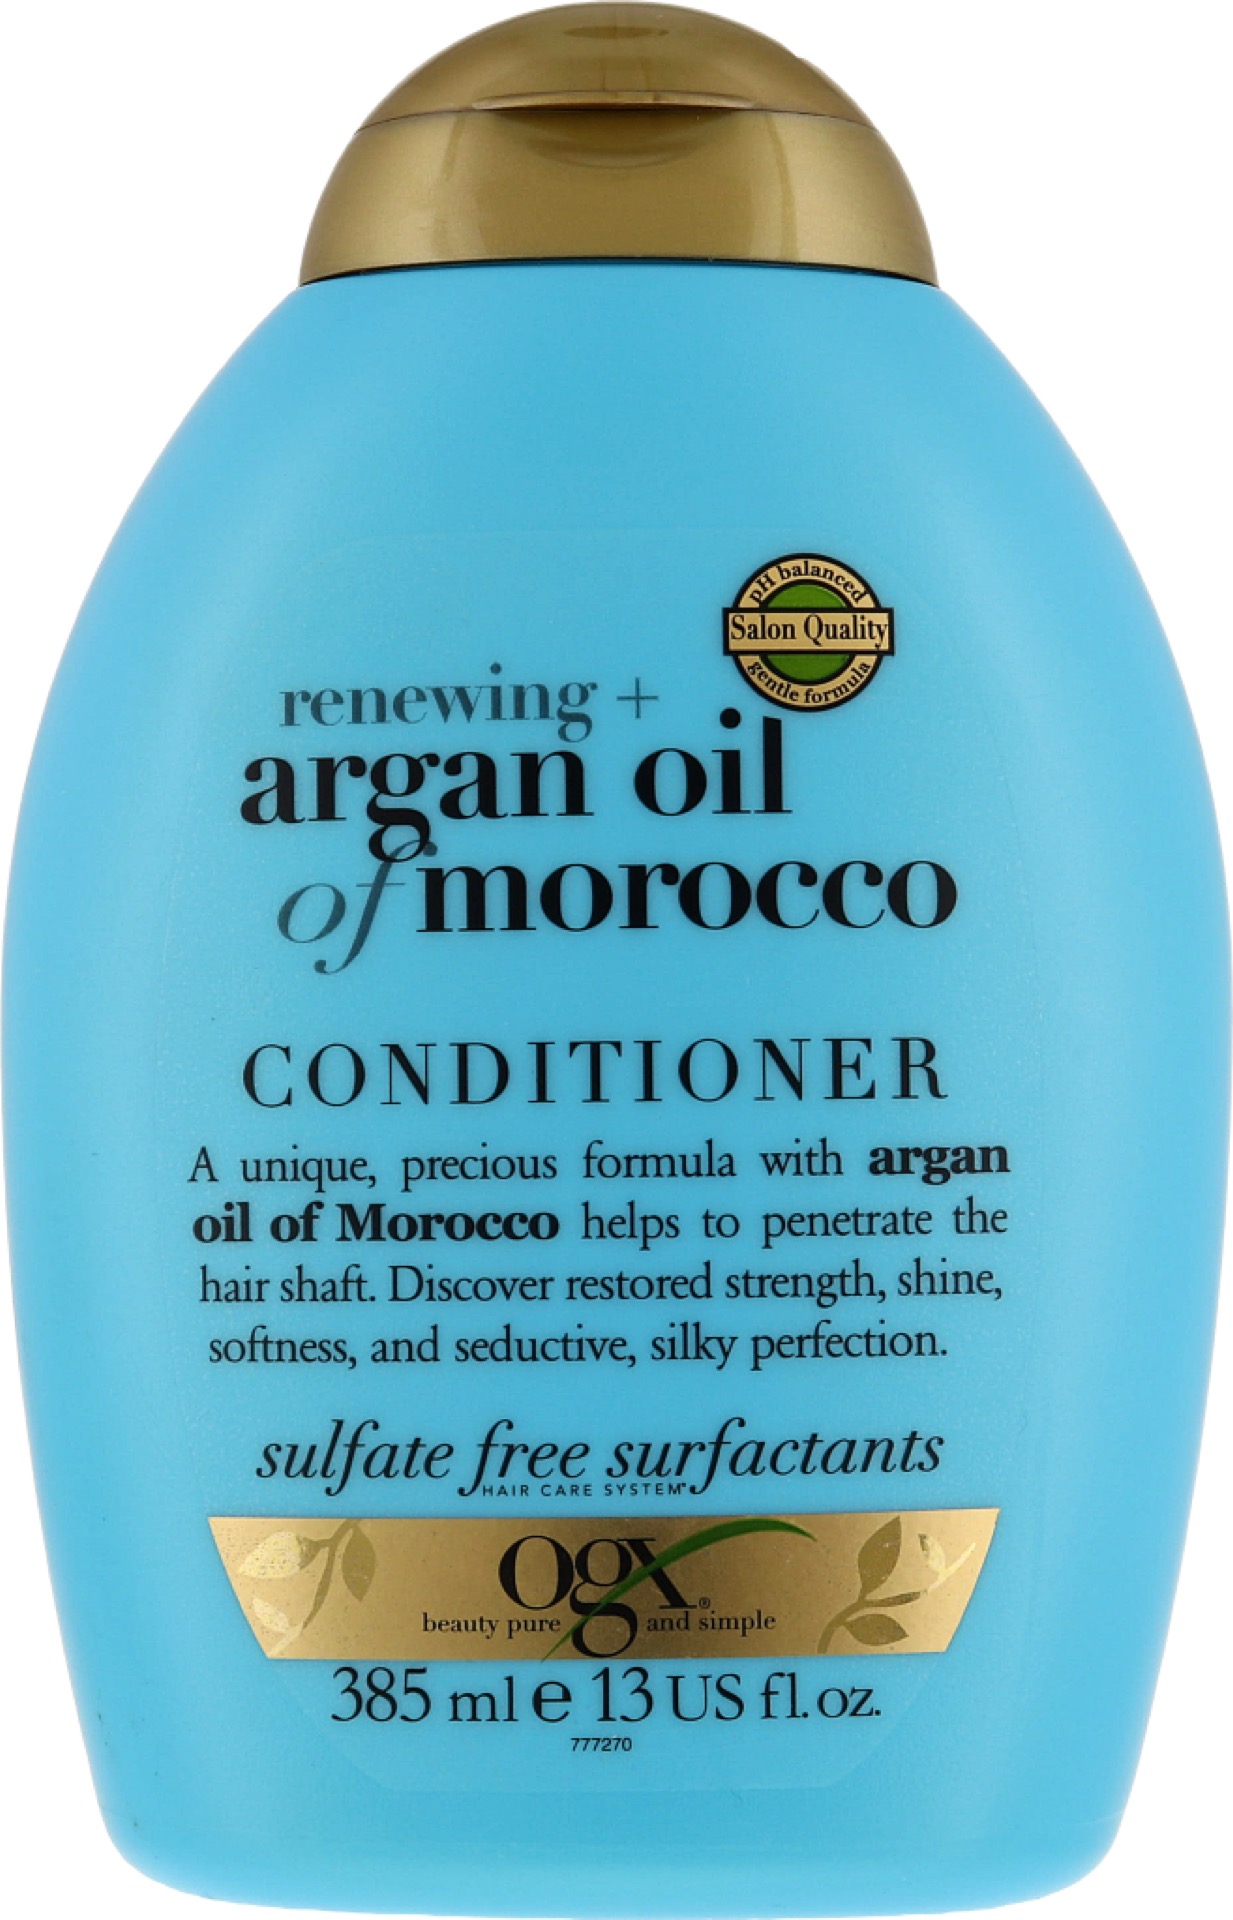 pH balanced
Salon Quality
gentle formula
renewing +
argan oil
of morocco
CONDITIONER
A unique, precious formula with argan
oil of Morocco helps to penetrate the
hair shaft. Discover restored strength, shine,
softness, and seductive, silky perfection.
sulfate free surfactants
HAIR CARE SYSTEM™
ogx®
beauty pure and simple
385 ml e 13 US fl. oz.
777270